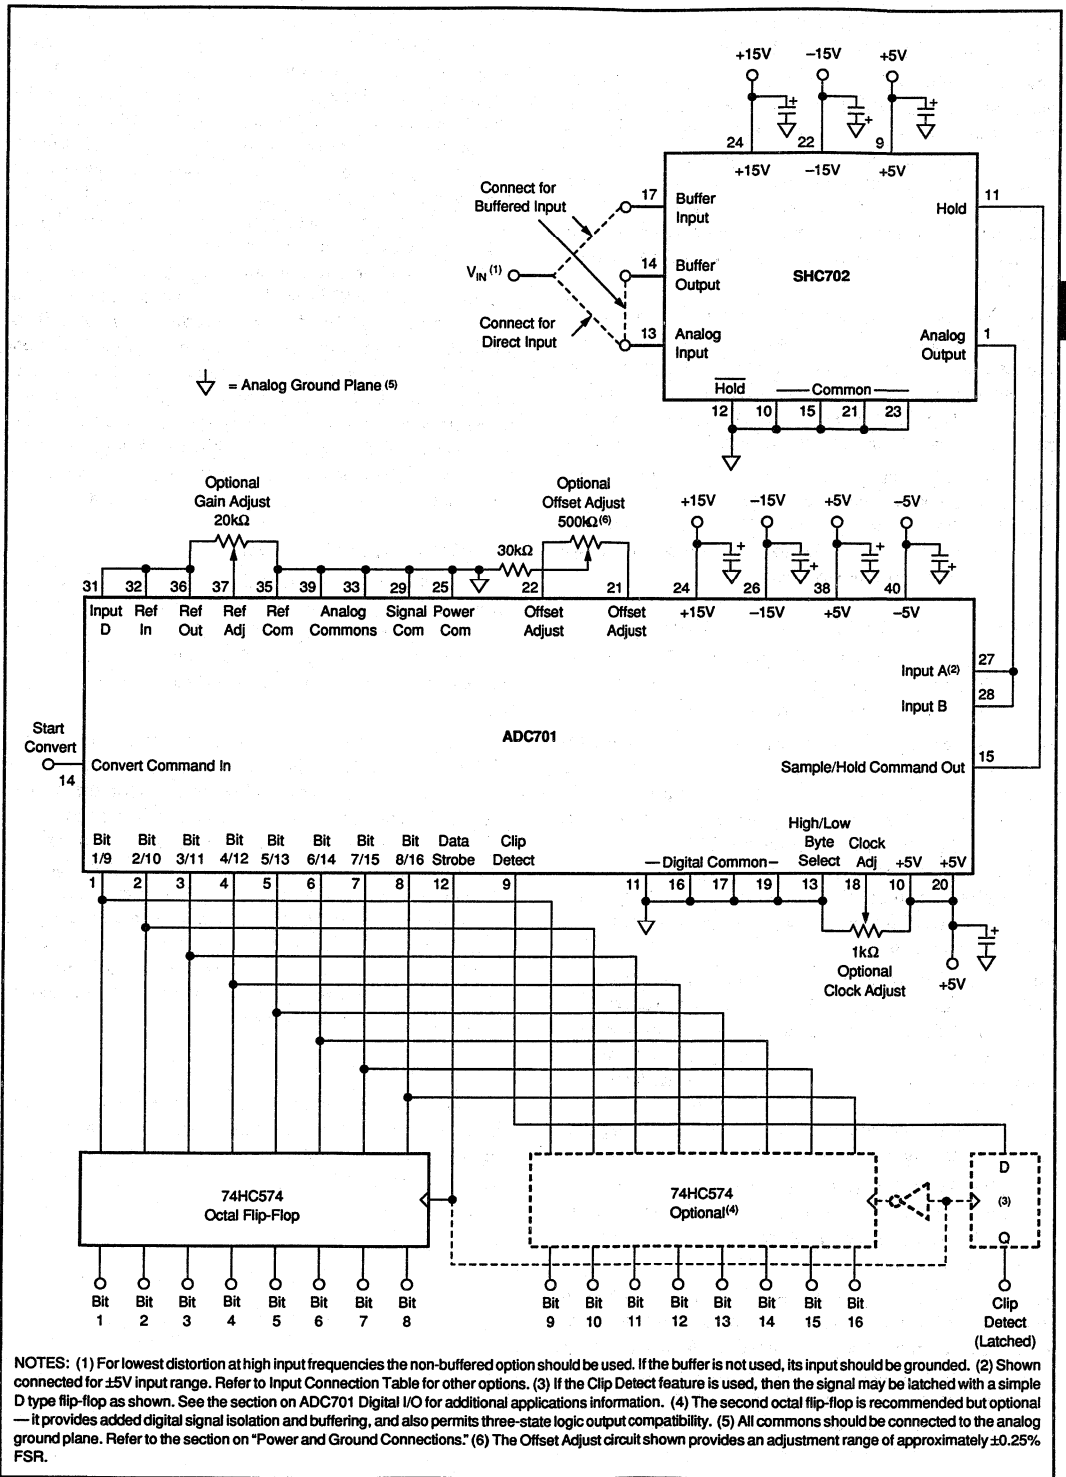 +15V −15V +5V
24 22 9
+15V −15V +5V
Connect for
Buffered Input
17 Buffer
Input
Hold 11
VIN (1)
14 Buffer
Output
SHC702
Connect for
Direct Input
13 Analog
Input
Analog
Output 1
= Analog Ground Plane (5)
Hold
Common
12 10 15 21 23
Optional
Gain Adjust
20kΩ
Optional
Offset Adjust
500kΩ(6)
30kΩ
+15V −15V +5V −5V
31 32 36 37 35 39 33 29 25 22 21 24 26 38 40
Input
D
Ref
In
Ref
Out
Ref
Adj
Ref
Com
Analog
Commons
Signal
Com
Power
Com
Offset
Adjust
Offset
Adjust
+15V −15V +5V −5V
Input A(2) 27
Input B 28
ADC701
Start
Convert
14
Convert Command In
Sample/Hold Command Out 15
Bit
1/9
Bit
2/10
Bit
3/11
Bit
4/12
Bit
5/13
Bit
6/14
Bit
7/15
Bit
8/16
Data
Strobe
Clip
Detect
Digital Common
High/Low
Byte
Select
Clock
Adj
+5V +5V
1 2 3 4 5 6 7 8 12 9 11 16 17 19 13 18 10 20
1kΩ
Optional
Clock Adjust
+5V
74HC574
Octal Flip-Flop
74HC574
Optional(4)
D
(3)
Q
Bit
1
Bit
2
Bit
3
Bit
4
Bit
5
Bit
6
Bit
7
Bit
8
Bit
9
Bit
10
Bit
11
Bit
12
Bit
13
Bit
14
Bit
15
Bit
16
Clip
Detect
(Latched)
NOTES: (1) For lowest distortion at high input frequencies the non-buffered option should be used. If the buffer is not used, its input should be grounded. (2) Shown
connected for ±5V input range. Refer to Input Connection Table for other options. (3) If the Clip Detect feature is used, then the signal may be latched with a simple
D type flip-flop as shown. See the section on ADC701 Digital I/O for additional applications information. (4) The second octal flip-flop is recommended but optional
— it provides added digital signal isolation and buffering, and also permits three-state logic output compatibility. (5) All commons should be connected to the analog
ground plane. Refer to the section on "Power and Ground Connections." (6) The Offset Adjust circuit shown provides an adjustment range of approximately ±0.25%
FSR.